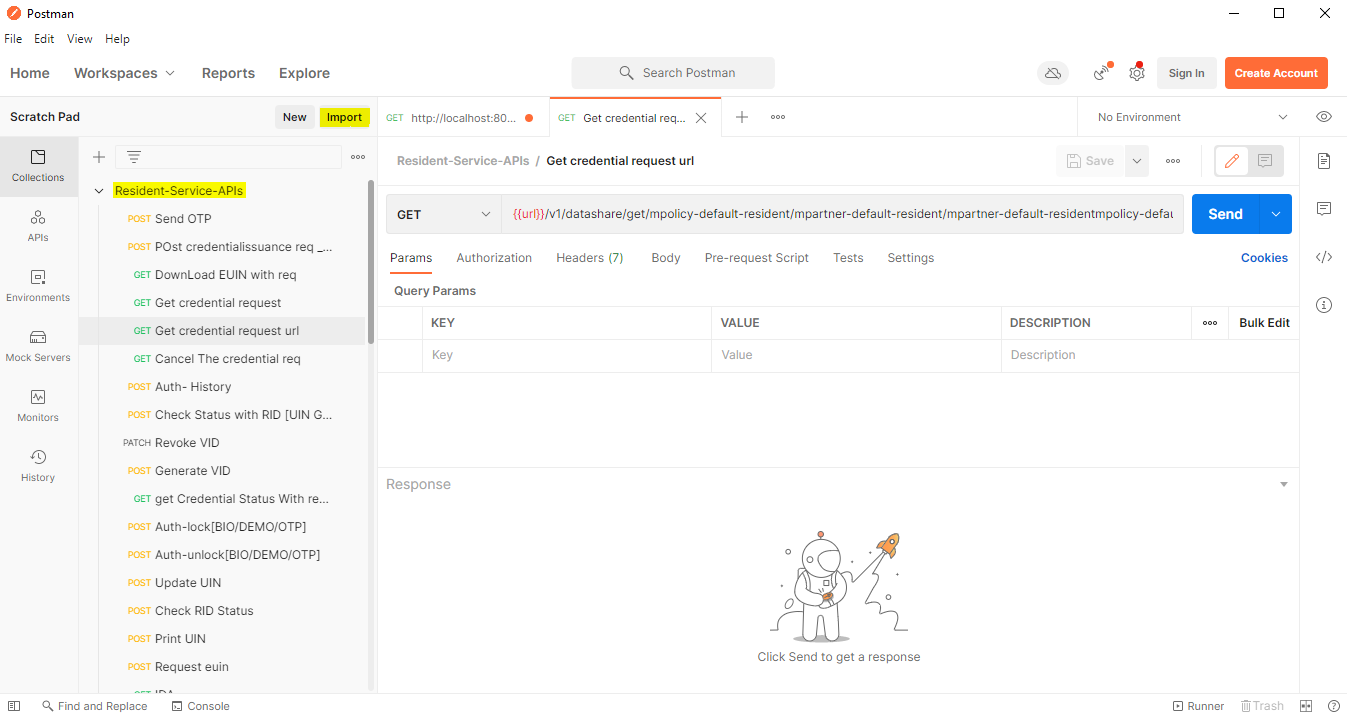 Postman
File Edit View Help
Home Workspaces Reports Explore Search Postman Sign In Create Account
Scratch Pad New Import GET http://localhost:80... GET Get credential req... No Environment
Collections
APIs
Environments
Mock Servers
Monitors
History
Resident-Service-APIs
POST Send OTP
POST POst credentialissuance req _...
GET DownLoad EUIN with req
GET Get credential request
GET Get credential request url
GET Cancel The credential req
POST Auth- History
POST Check Status with RID [UIN G...
PATCH Revoke VID
POST Generate VID
GET get Credential Status With re...
POST Auth-lock[BIO/DEMO/OTP]
POST Auth-unlock[BIO/DEMO/OTP]
POST Update UIN
POST Check RID Status
POST Print UIN
POST Request euin
GET IDA
Resident-Service-APIs / Get credential request url Save
GET {{url}}/v1/datashare/get/mpolicy-default-resident/mpartner-default-resident/mpartner-default-residentmpolicy-defau Send
Params Authorization Headers (7) Body Pre-request Script Tests Settings Cookies
Query Params
KEY VALUE DESCRIPTION Bulk Edit
Key Value Description
Response
Click Send to get a response
Find and Replace Console Runner Trash